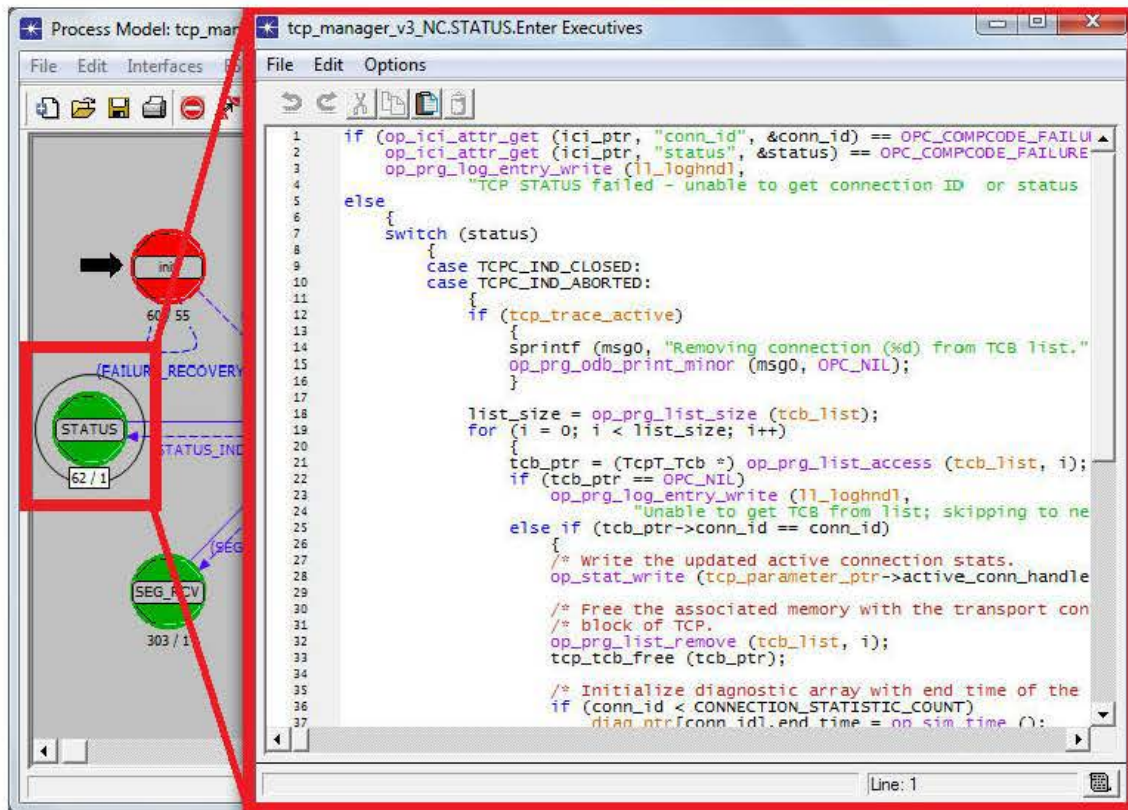 Process Model: tcp_ma
File Edit Interfaces
init
60 / 55
(FAILURE_RECOVERY
STATUS
STATUS_IND
62 / 1
(SEG
SEG_RCV
303 / 1
tcp_manager_v3_NC.STATUS.Enter Executives
File Edit Options
1 if (op_ici_attr_get (ici_ptr, "conn_id", &conn_id) == OPC_COMPCODE_FAILU
2 op_ici_attr_get (ici_ptr, "status", &status) == OPC_COMPCODE_FAILURE
3 op_prg_log_entry_write (ll_loghndl,
4 "TCP STATUS failed - unable to get connection ID or status
5 else
6 {
7 switch (status)
8 {
9 case TCPC_IND_CLOSED:
10 case TCPC_IND_ABORTED:
11 {
12 if (tcp_trace_active)
13 {
14 sprintf (msg0, "Removing connection (%d) from TCB list."
15 op_prg_odb_print_minor (msg0, OPC_NIL);
16 }
17
18 list_size = op_prg_list_size (tcb_list);
19 for (i = 0; i < list_size; i++)
20 {
21 tcb_ptr = (TcpT_Tcb *) op_prg_list_access (tcb_list, i);
22 if (tcb_ptr == OPC_NIL)
23 op_prg_log_entry_write (ll_loghndl,
24 "Unable to get TCB from list; skipping to ne
25 else if (tcb_ptr->conn_id == conn_id)
26 {
27 /* Write the updated active connection stats.
28 op_stat_write (tcp_parameter_ptr->active_conn_handle
29
30 /* Free the associated memory with the transport con
31 /* block of TCP.
32 op_prg_list_remove (tcb_list, i);
33 tcp_tcb_free (tcb_ptr);
34
35 /* Initialize diagnostic array with end time of the
36 if (conn_id < CONNECTION_STATISTIC_COUNT)
37 diag_ptr[conn_id].end_time = op_sim_time ();
Line: 1